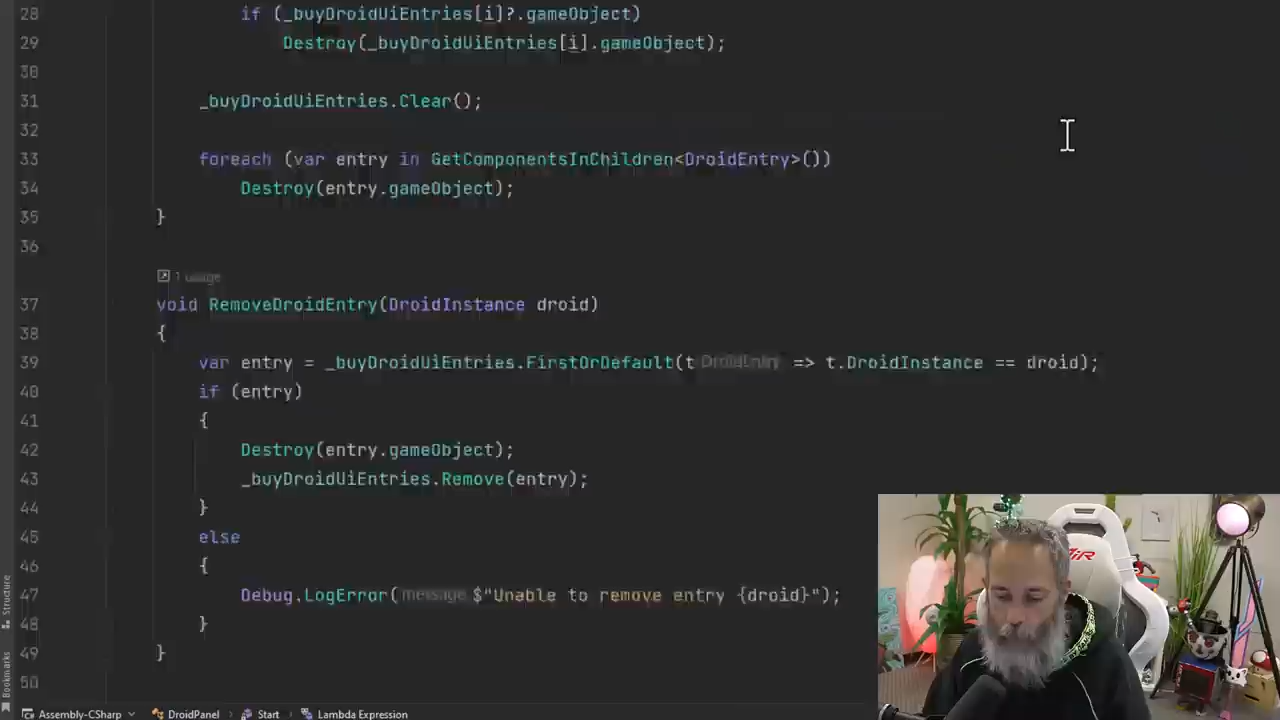 28 if (_buyDroidUiEntries[i]?.gameObject)
29 Destroy(_buyDroidUiEntries[i].gameObject);
30
31 _buyDroidUiEntries.Clear();
32
33 foreach (var entry in GetComponentsInChildren<DroidEntry>())
34 Destroy(entry.gameObject);
35 }
36
1 usage
37 void RemoveDroidEntry(DroidInstance droid)
38 {
39 var entry = _buyDroidUiEntries.FirstOrDefault(t DroidEntry => t.DroidInstance == droid);
40 if (entry)
41 {
42 Destroy(entry.gameObject);
43 _buyDroidUiEntries.Remove(entry);
44 }
45 else
46 {
47 Debug.LogError(message $"Unable to remove entry {droid}");
48 }
49 }
50
Structure
Bookmarks
Assembly-CSharp DroidPanel Start Lambda Expression